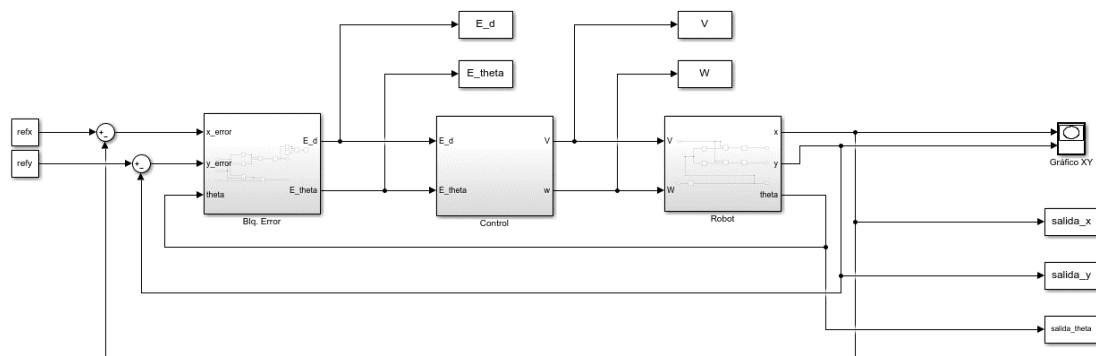 E_d
V
E_theta
W
refx
refy
+
-
+
-
x_error
y_error
theta
E_d
E_theta
Blq. Error
E_d
E_theta
V
w
Control
V
W
x
y
theta
Robot
Gráfico XY
salida_x
salida_y
salida_theta